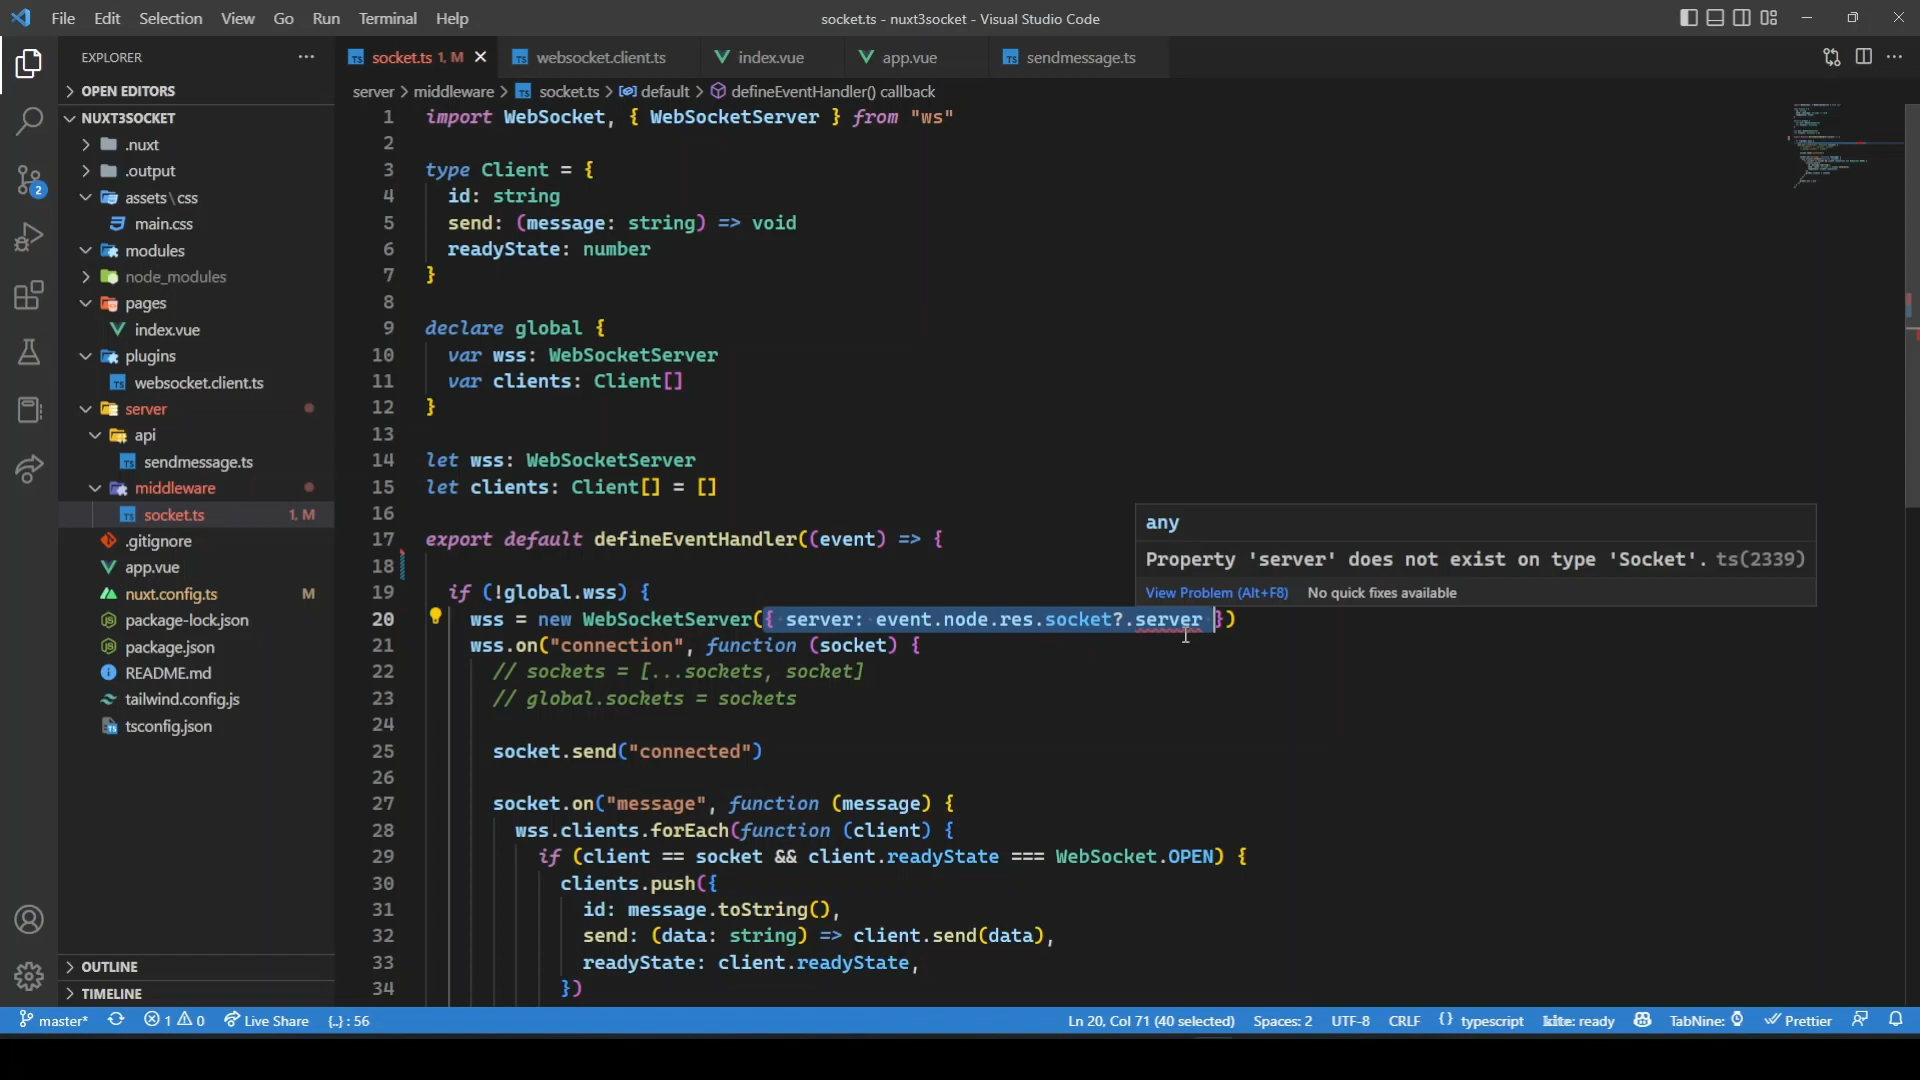 File Edit Selection View Go Run Terminal Help
socket.ts - nuxt3socket - Visual Studio Code
EXPLORER
OPEN EDITORS
NUXT3SOCKET
.nuxt
.output
assets\css
main.css
modules
node_modules
pages
index.vue
plugins
websocket.client.ts
server
api
sendmessage.ts
middleware
socket.ts 1, M
.gitignore
app.vue
nuxt.config.ts M
package-lock.json
package.json
README.md
tailwind.config.js
tsconfig.json
OUTLINE
TIMELINE
2
socket.ts 1, M websocket.client.ts index.vue app.vue sendmessage.ts
server > middleware > socket.ts > default > defineEventHandler() callback
1 import WebSocket, { WebSocketServer } from "ws"
2
3 type Client = {
4 id: string
5 send: (message: string) => void
6 readyState: number
7 }
8
9 declare global {
10 var wss: WebSocketServer
11 var clients: Client[]
12 }
13
14 let wss: WebSocketServer
15 let clients: Client[] = []
16
17 export default defineEventHandler((event) => {
18
19 if (!global.wss) {
20 wss = new WebSocketServer({ server: event.node.res.socket?.server })
21 wss.on("connection", function (socket) {
22 // sockets = [...sockets, socket]
23 // global.sockets = sockets
24
25 socket.send("connected")
26
27 socket.on("message", function (message) {
28 wss.clients.forEach(function (client) {
29 if (client == socket && client.readyState === WebSocket.OPEN) {
30 clients.push({
31 id: message.toString(),
32 send: (data: string) => client.send(data),
33 readyState: client.readyState,
34 })
any
Property 'server' does not exist on type 'Socket'. ts(2339)
View Problem (Alt+F8) No quick fixes available
master* 1 0 Live Share {..} : 56
Ln 20, Col 71 (40 selected) Spaces: 2 UTF-8 CRLF {} typescript kite: ready TabNine: Prettier